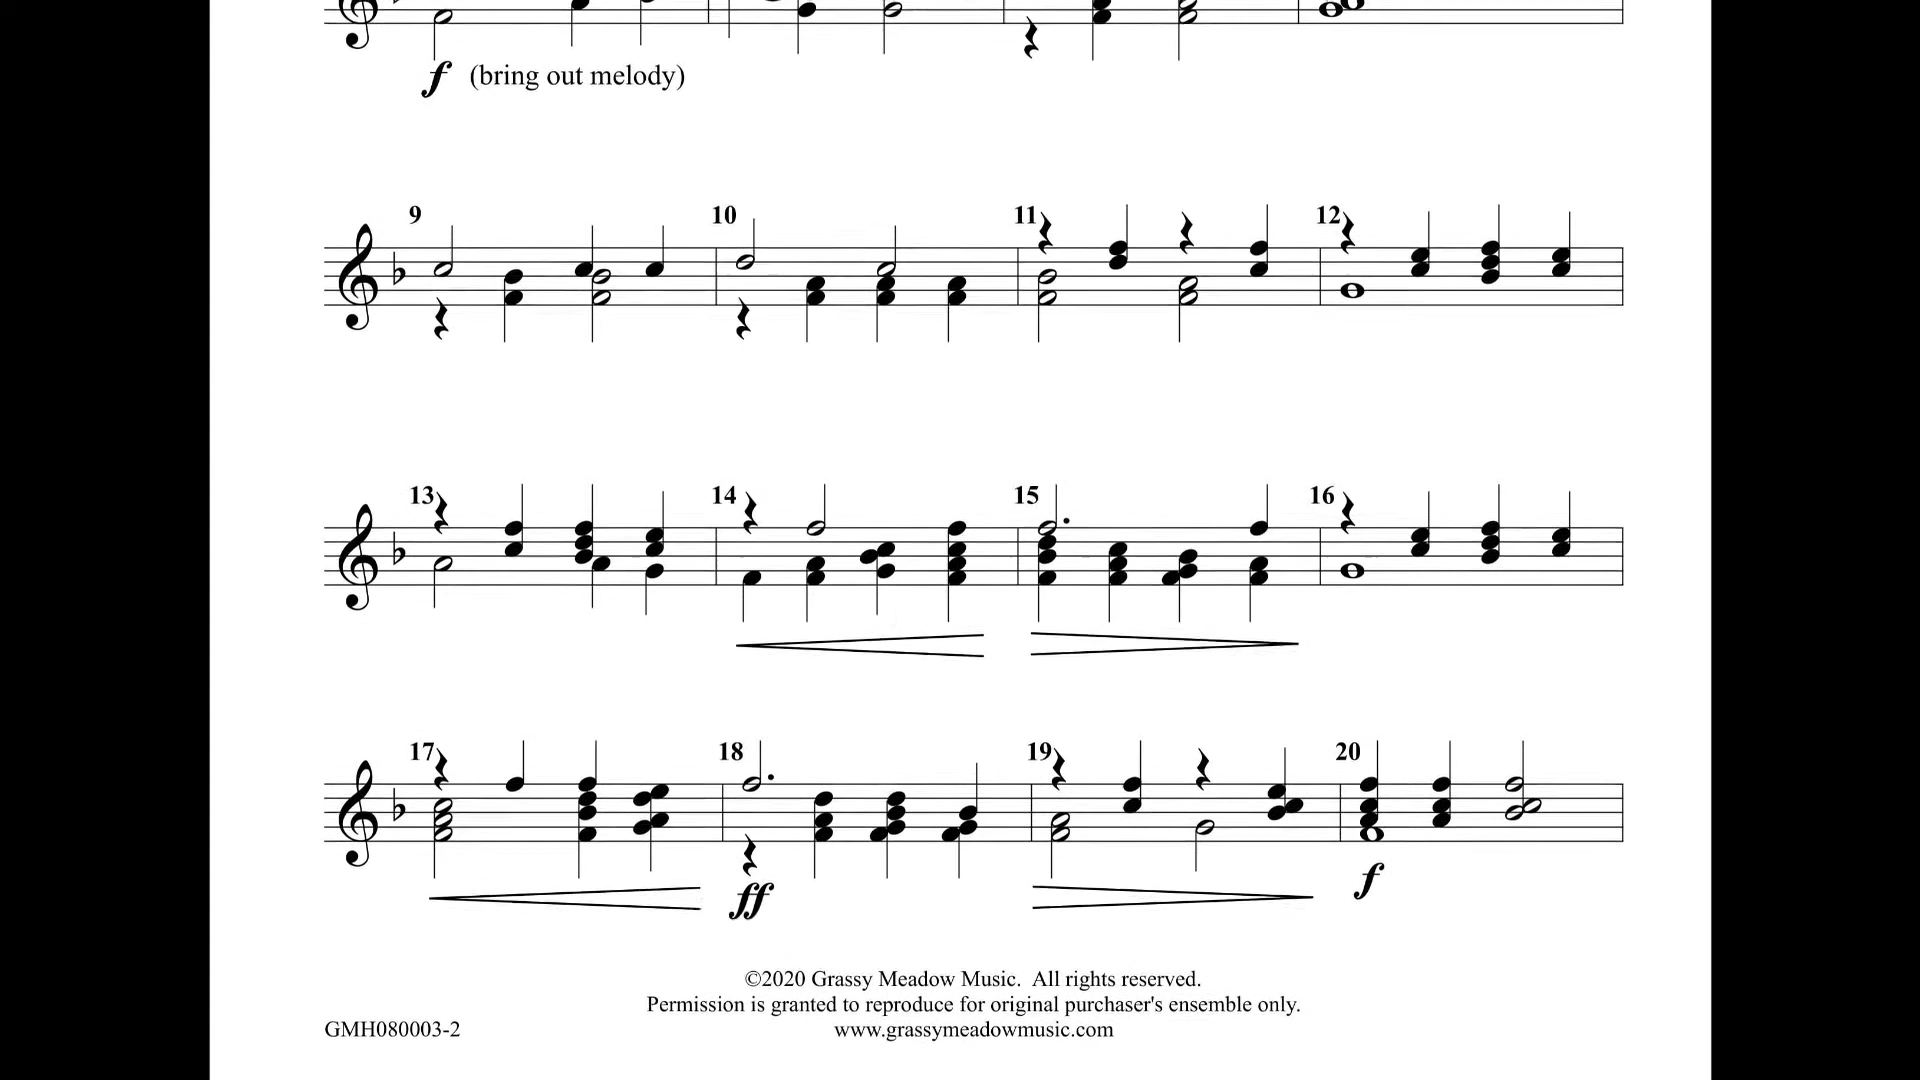 f (bring out melody)
9 10 11 12
13 14 15 16
17 18 19 20
ff f
©2020 Grassy Meadow Music. All rights reserved.
Permission is granted to reproduce for original purchaser's ensemble only.
GMH080003-2 www.grassymeadowmusic.com